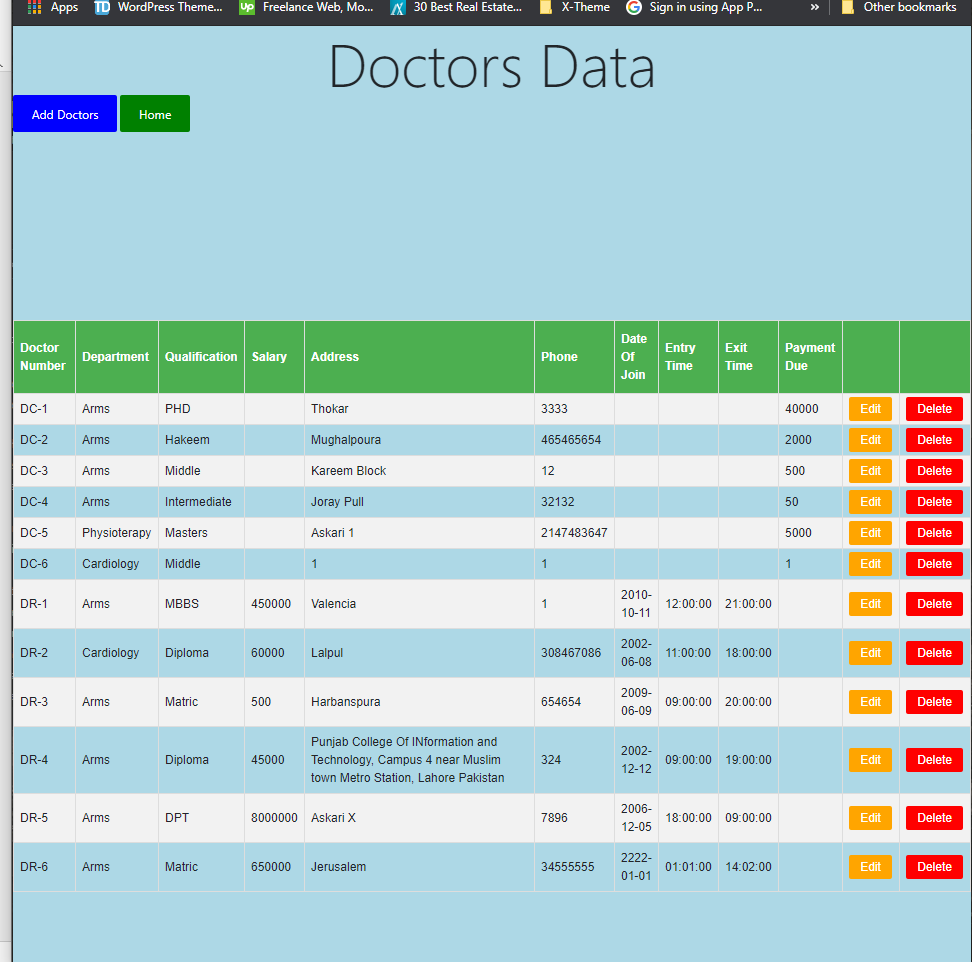 Apps TD WordPress Theme... up Freelance Web, Mo... 30 Best Real Estate... X-Theme G Sign in using App P... » Other bookmarks
Doctors Data
Add Doctors Home
Doctor Number Department Qualification Salary Address Phone Date Of Join Entry Time Exit Time Payment Due
DC-1 Arms PHD Thokar 3333 40000 Edit Delete
DC-2 Arms Hakeem Mughalpoura 465465654 2000 Edit Delete
DC-3 Arms Middle Kareem Block 12 500 Edit Delete
DC-4 Arms Intermediate Joray Pull 32132 50 Edit Delete
DC-5 Physioterapy Masters Askari 1 2147483647 5000 Edit Delete
DC-6 Cardiology Middle 1 1 1 Edit Delete
DR-1 Arms MBBS 450000 Valencia 1 2010-10-11 12:00:00 21:00:00 Edit Delete
DR-2 Cardiology Diploma 60000 Lalpul 308467086 2002-06-08 11:00:00 18:00:00 Edit Delete
DR-3 Arms Matric 500 Harbanspura 654654 2009-06-09 09:00:00 20:00:00 Edit Delete
DR-4 Arms Diploma 45000 Punjab College Of INformation and Technology, Campus 4 near Muslim town Metro Station, Lahore Pakistan 324 2002-12-12 09:00:00 19:00:00 Edit Delete
DR-5 Arms DPT 8000000 Askari X 7896 2006-12-05 18:00:00 09:00:00 Edit Delete
DR-6 Arms Matric 650000 Jerusalem 34555555 2222-01-01 01:01:00 14:02:00 Edit Delete